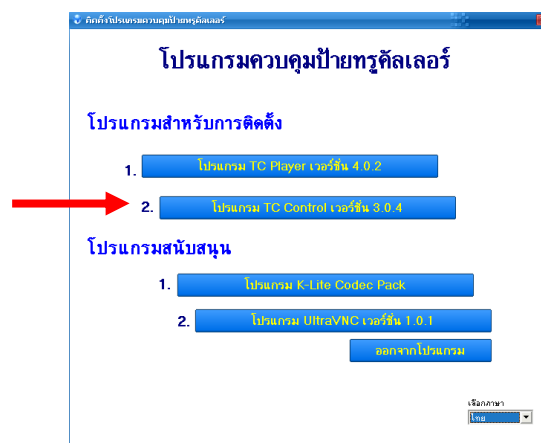 ติดตั้งโปรแกรมควบคุมป้ายทรูคัลเลอร์
โปรแกรมควบคุมป้ายทรูคัลเลอร์
โปรแกรมสำหรับการติดตั้ง
1. โปรแกรม TC Player เวอร์ชั่น 4.0.2
2. โปรแกรม TC Control เวอร์ชั่น 3.0.4
โปรแกรมสนับสนุน
1. โปรแกรม K-Lite Codec Pack
2. โปรแกรม UltraVNC เวอร์ชั่น 1.0.1
ออกจากโปรแกรม
เลือกภาษา
ไทย